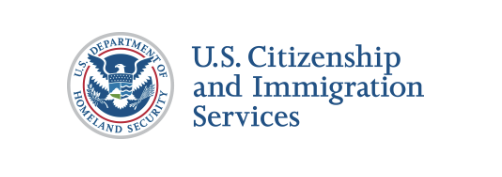 U.S. DEPARTMENT OF
HOMELAND SECURITY
U.S. Citizenship
and Immigration
Services